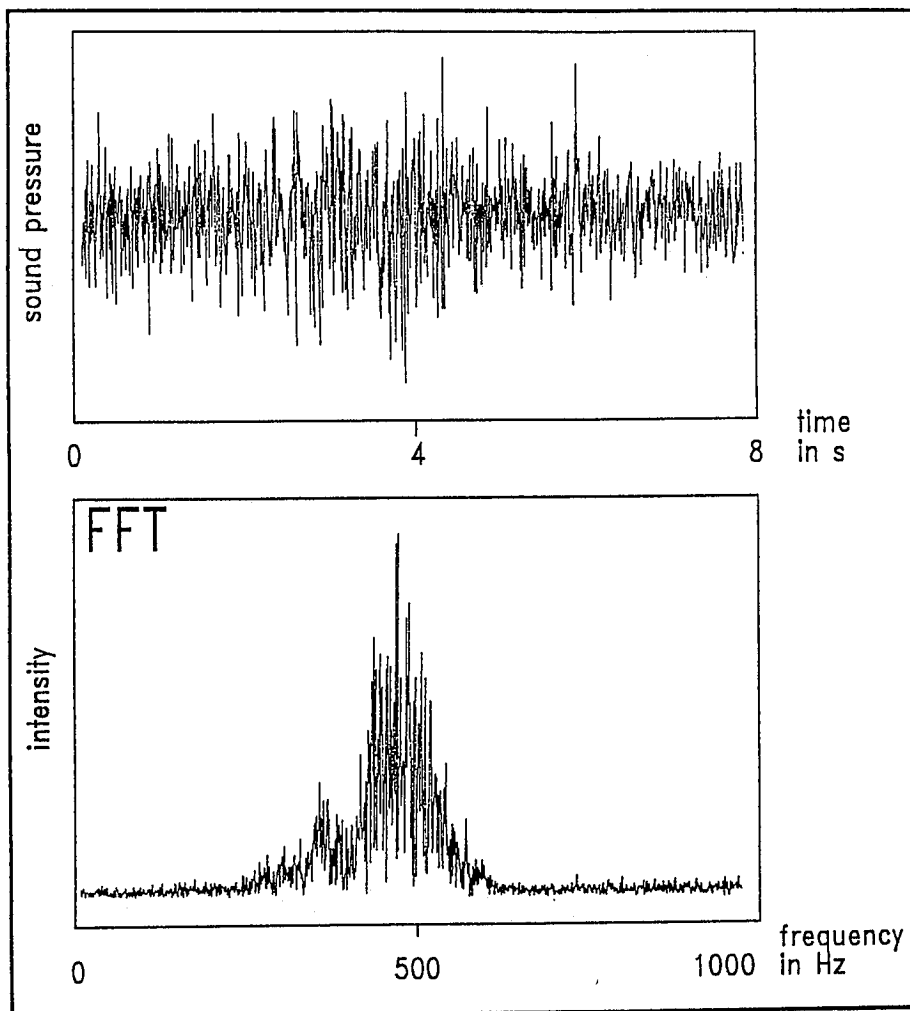 sound pressure
0
4
8
time
in s
FFT
intensity
0
500
1000
frequency
in Hz